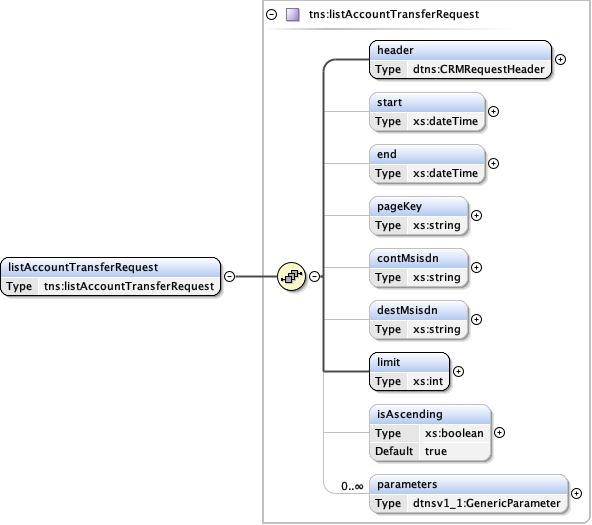 tns:listAccountTransferRequest
header
Type dtns:CRMRequestHeader
start
Type xs:dateTime
end
Type xs:dateTime
pageKey
Type xs:string
contMsisdn
Type xs:string
listAccountTransferRequest
Type tns:listAccountTransferRequest
destMsisdn
Type xs:string
limit
Type xs:int
isAscending
Type xs:boolean
Default true
0..∞
parameters
Type dtnsv1_1:GenericParameter